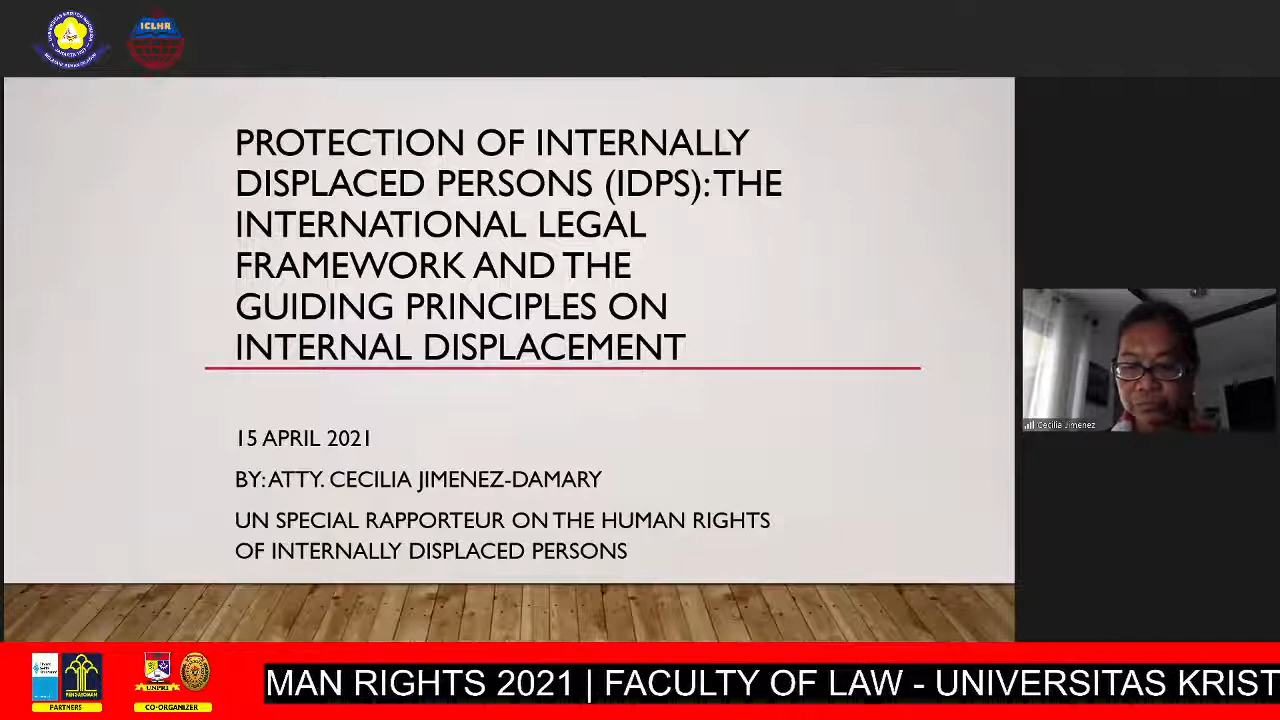 ICLHR
PROTECTION OF INTERNALLY
DISPLACED PERSONS (IDPS): THE
INTERNATIONAL LEGAL
FRAMEWORK AND THE
GUIDING PRINCIPLES ON
INTERNAL DISPLACEMENT
15 APRIL 2021
BY: ATTY. CECILIA JIMENEZ-DAMARY
UN SPECIAL RAPPORTEUR ON THE HUMAN RIGHTS
OF INTERNALLY DISPLACED PERSONS
Cecilia Jimenez
PENGAYOMAN
UNPRI
PARTNERS
CO-ORGANIZER
MAN RIGHTS 2021 | FACULTY OF LAW - UNIVERSITAS KRIST